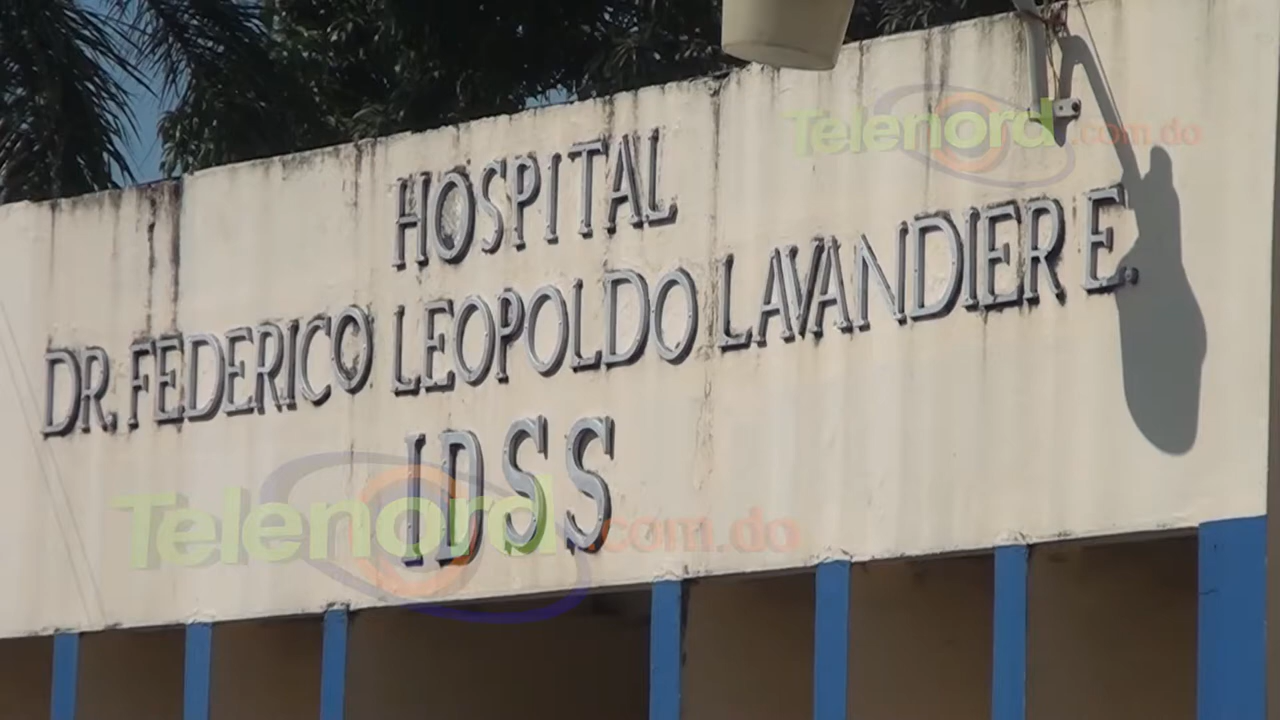 Telenord.com.do
HOSPITAL
DR. FEDERICO LEOPOLDO LAVANDIER E.
IDSS
Telenord.com.do